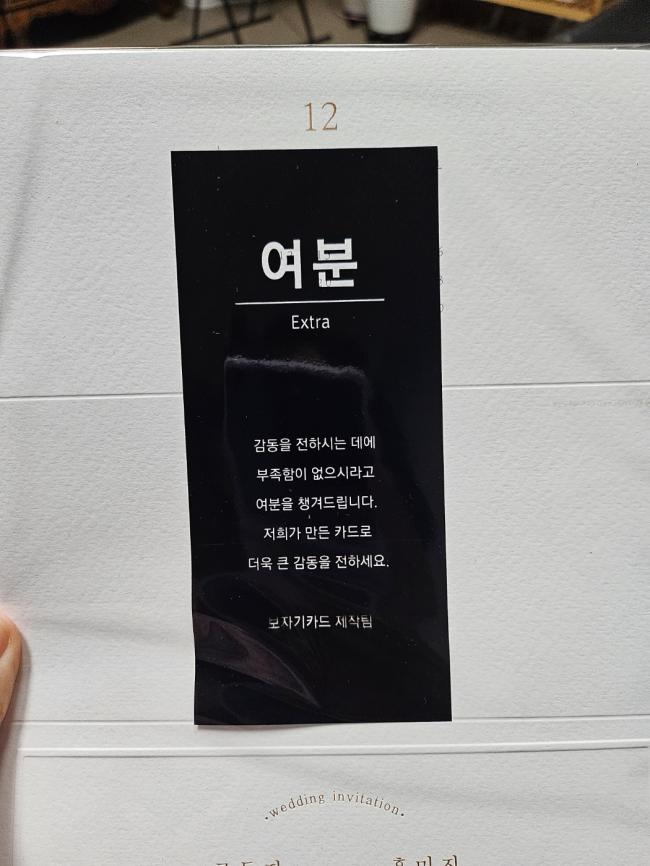 12
여분
Extra
감동을 전하시는 데에
부족함이 없으시라고
여분을 챙겨드립니다.
저희가 만든 카드로
더욱 큰 감동을 전하세요.
보자기카드 제작팀
·wedding invitation·